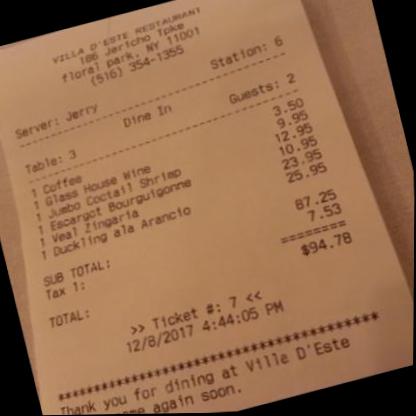 VILLA D'ESTE RESTAURANT
186 Jericho Tpke
floral park, NY 11001
(516) 354-1355
Server: Jerry Station: 6
Dine In
Table: 3 Guests: 2
1 Coffee 3.50
1 Glass House Wine 9.95
1 Jumbo Coctail Shrimp 12.95
1 Escargot Bourguigonne 10.95
1 Veal Zingaria 23.95
1 Duckling ala Arancio 25.95
SUB TOTAL: 87.25
Tax 1: 7.53
========
TOTAL: $94.78
>> Ticket #: 7 <<
12/8/2017 4:44:05 PM
Thank you for dining at Villa D'Este
again soon.